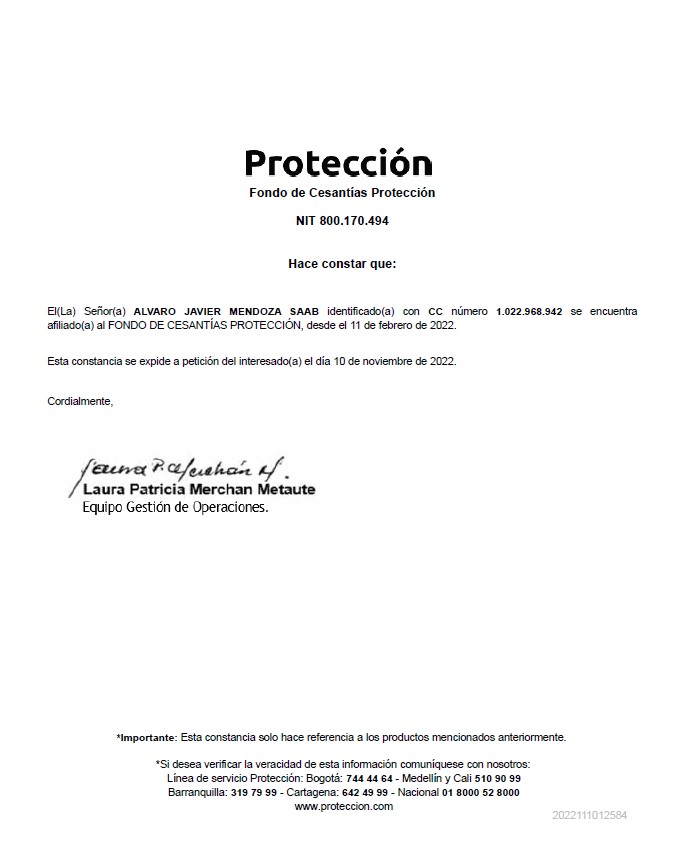 Protección
Fondo de Cesantías Protección
NIT 800.170.494
Hace constar que:
El(La) Señor(a) ALVARO JAVIER MENDOZA SAAB identificado(a) con CC número 1.022.968.942 se encuentra
afiliado(a) al FONDO DE CESANTÍAS PROTECCIÓN, desde el 11 de febrero de 2022.
Esta constancia se expide a petición del interesado(a) el día 10 de noviembre de 2022.
Cordialmente,
Laura P. Merchán M.
Laura Patricia Merchan Metaute
Equipo Gestión de Operaciones.
*Importante: Esta constancia solo hace referencia a los productos mencionados anteriormente.
*Si desea verificar la veracidad de esta información comuníquese con nosotros:
Línea de servicio Protección: Bogotá: 744 44 64 - Medellín y Cali 510 90 99
Barranquilla: 319 79 99 - Cartagena: 642 49 99 - Nacional 01 8000 52 8000
www.proteccion.com
2022111012584